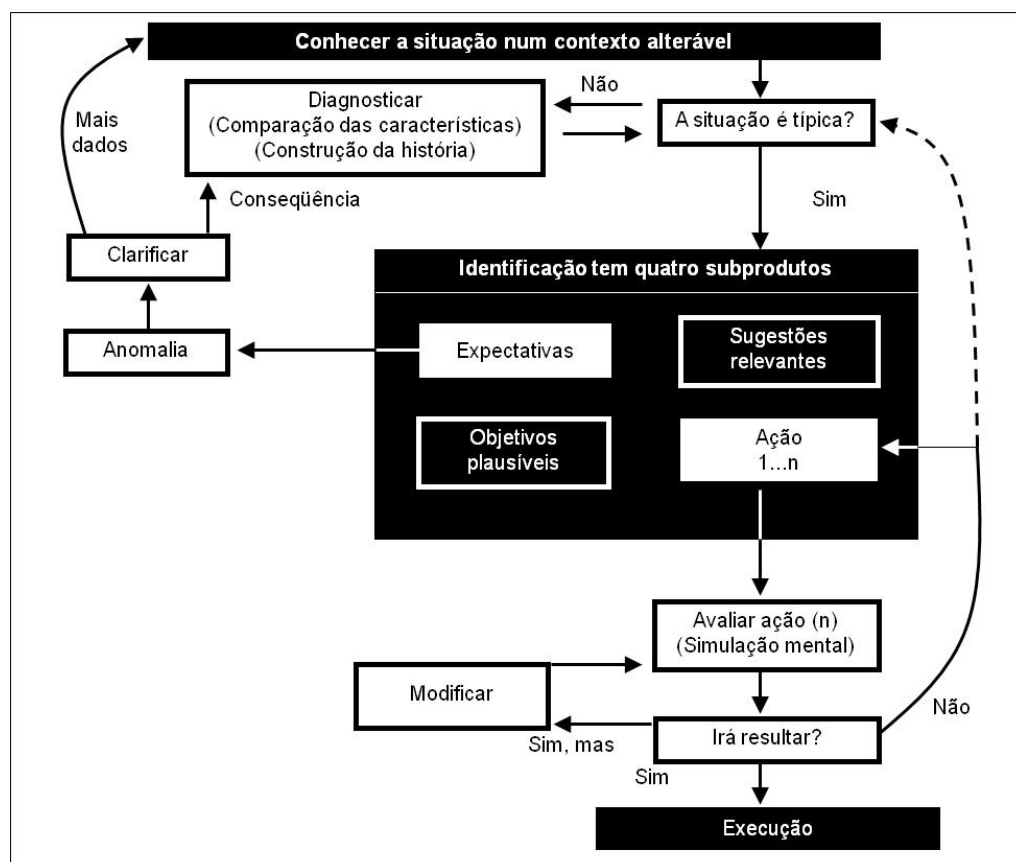 Conhecer a situação num contexto alterável
Não
Diagnosticar
(Comparação das características)
(Construção da história)
A situação é típica?
Mais
dados
Conseqüência
Sim
Clarificar
Identificação tem quatro subprodutos
Anomalia
Expectativas
Sugestões
relevantes
Objetivos
plausíveis
Ação
1...n
Avaliar ação (n)
(Simulação mental)
Modificar
Não
Sim, mas
Irá resultar?
Sim
Execução